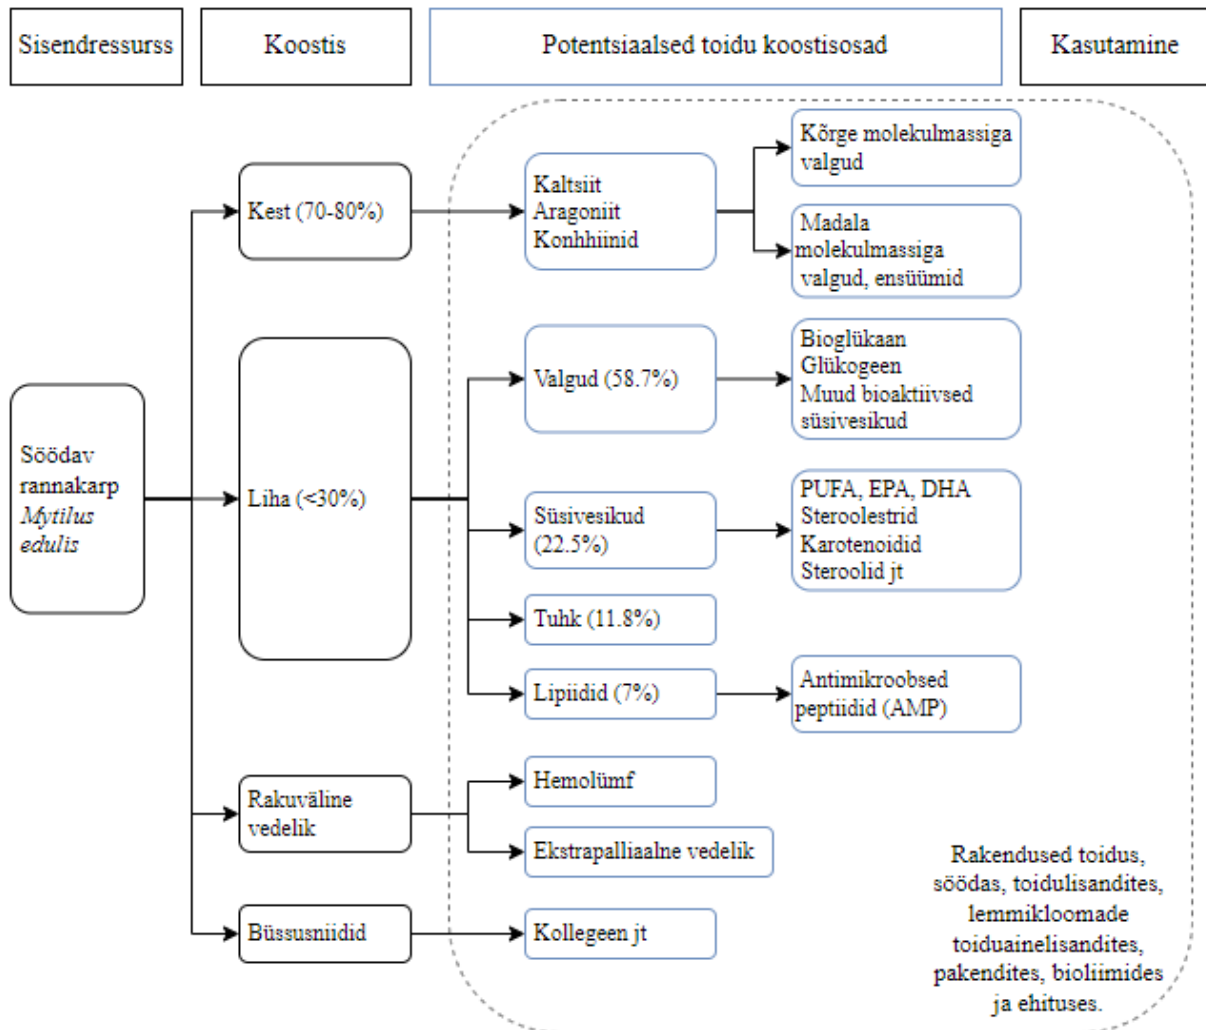 Sisendressurss
Koostis
Potentsiaalsed toidu koostisosad
Kasutamine
Söödav
rannakarp
Mytilus
edulis
Kest (70-80%)
Kaltsiit
Aragoniit
Konhhiinid
Kõrge molekulmassiga
valgud
Madala
molekulmassiga
valgud, ensüümid
Liha (<30%)
Valgud (58.7%)
Bioglükaan
Glükogeen
Muud bioaktiivsed
süsivesikud
Süsivesikud
(22.5%)
PUFA, EPA, DHA
Steroolestrid
Karotenoidid
Steroolid jt
Tuhk (11.8%)
Lipiidid (7%)
Antimikroobsed
peptiidid (AMP)
Rakuväline
vedelik
Hemolümf
Ekstrapalliaalne vedelik
Büssusniidid
Kollegeen jt
Rakendused toidus,
söödas, toidulisandites,
lemmikloomade
toiduainelisandites,
pakendites, bioliimides
ja ehituses.